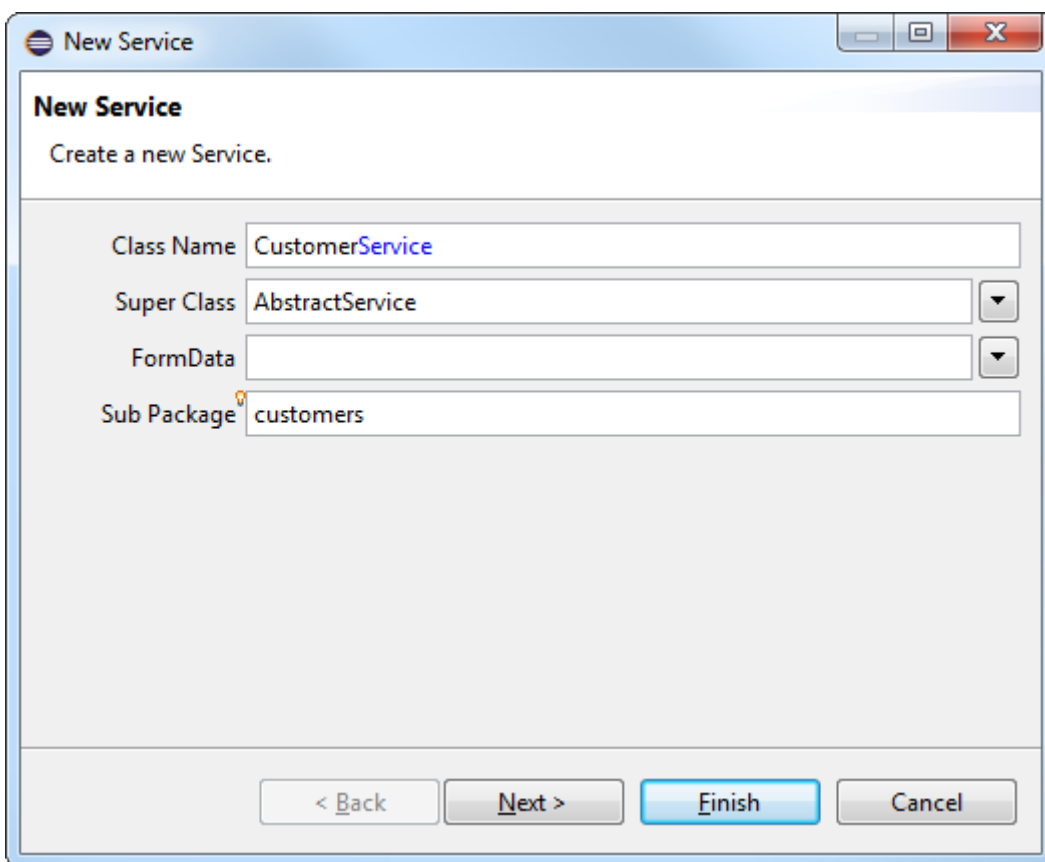 New Service
New Service
Create a new Service.
Class Name CustomerService
Super Class AbstractService
FormData
Sub Package customers
< Back Next > Finish Cancel